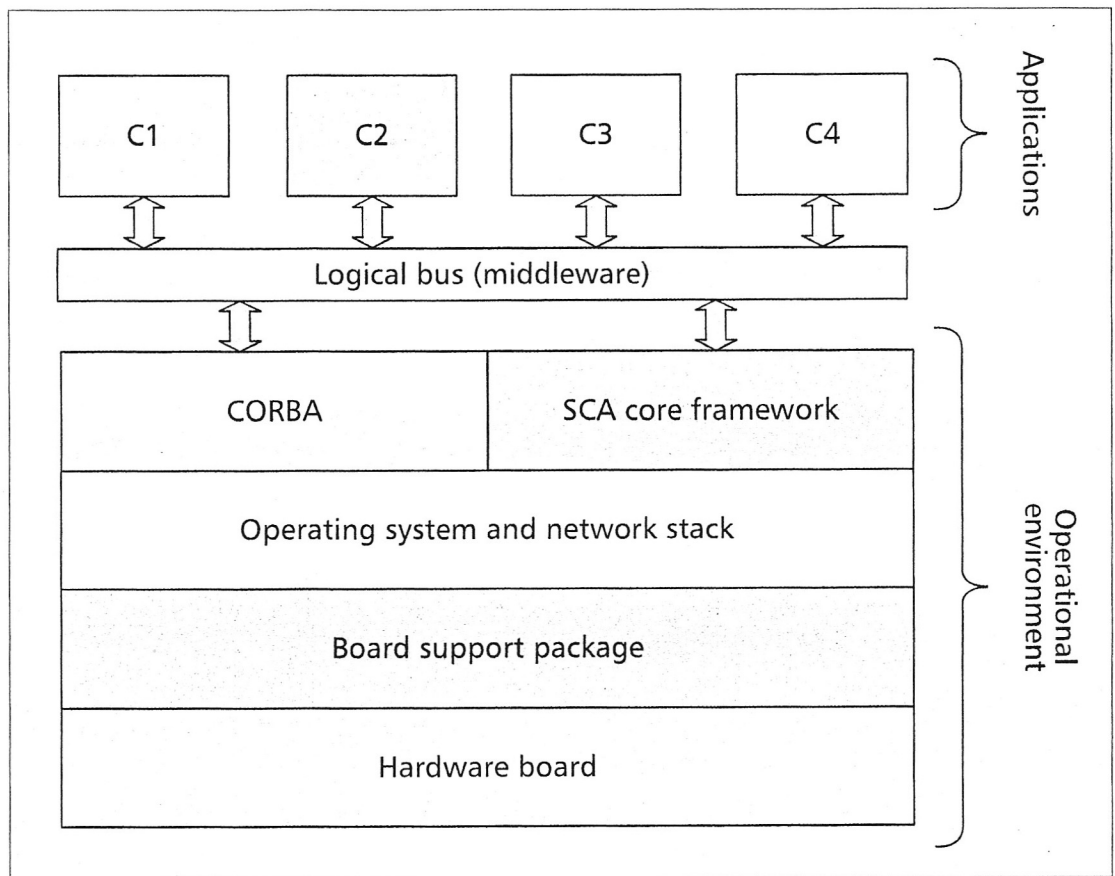 C1
C2
C3
C4
Applications
Logical bus (middleware)
CORBA
SCA core framework
Operating system and network stack
Board support package
Hardware board
Operational
environment